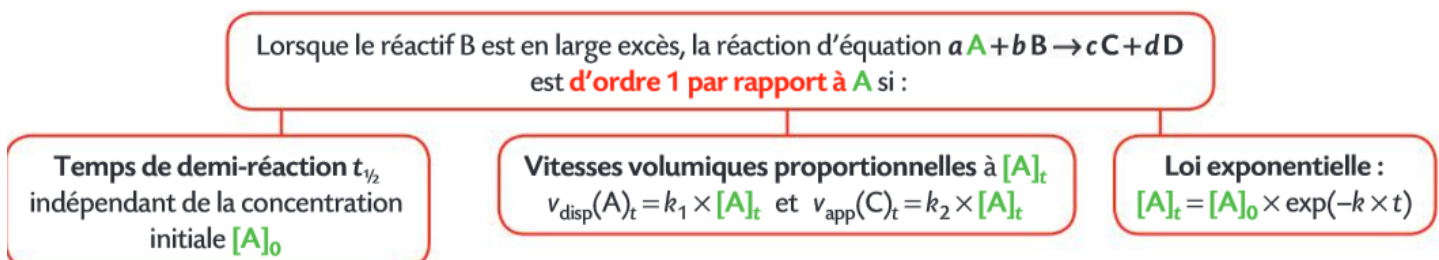 Lorsque le réactif B est en large excès, la réaction d'équation a A + b B → c C + d D
est d'ordre 1 par rapport à A si :
Temps de demi-réaction t½
indépendant de la concentration
initiale [A]₀
Vitesses volumiques proportionnelles à [A]ₜ
v_disp(A)ₜ = k₁ × [A]ₜ et v_app(C)ₜ = k₂ × [A]ₜ
Loi exponentielle :
[A]ₜ = [A]₀ × exp(−k × t)